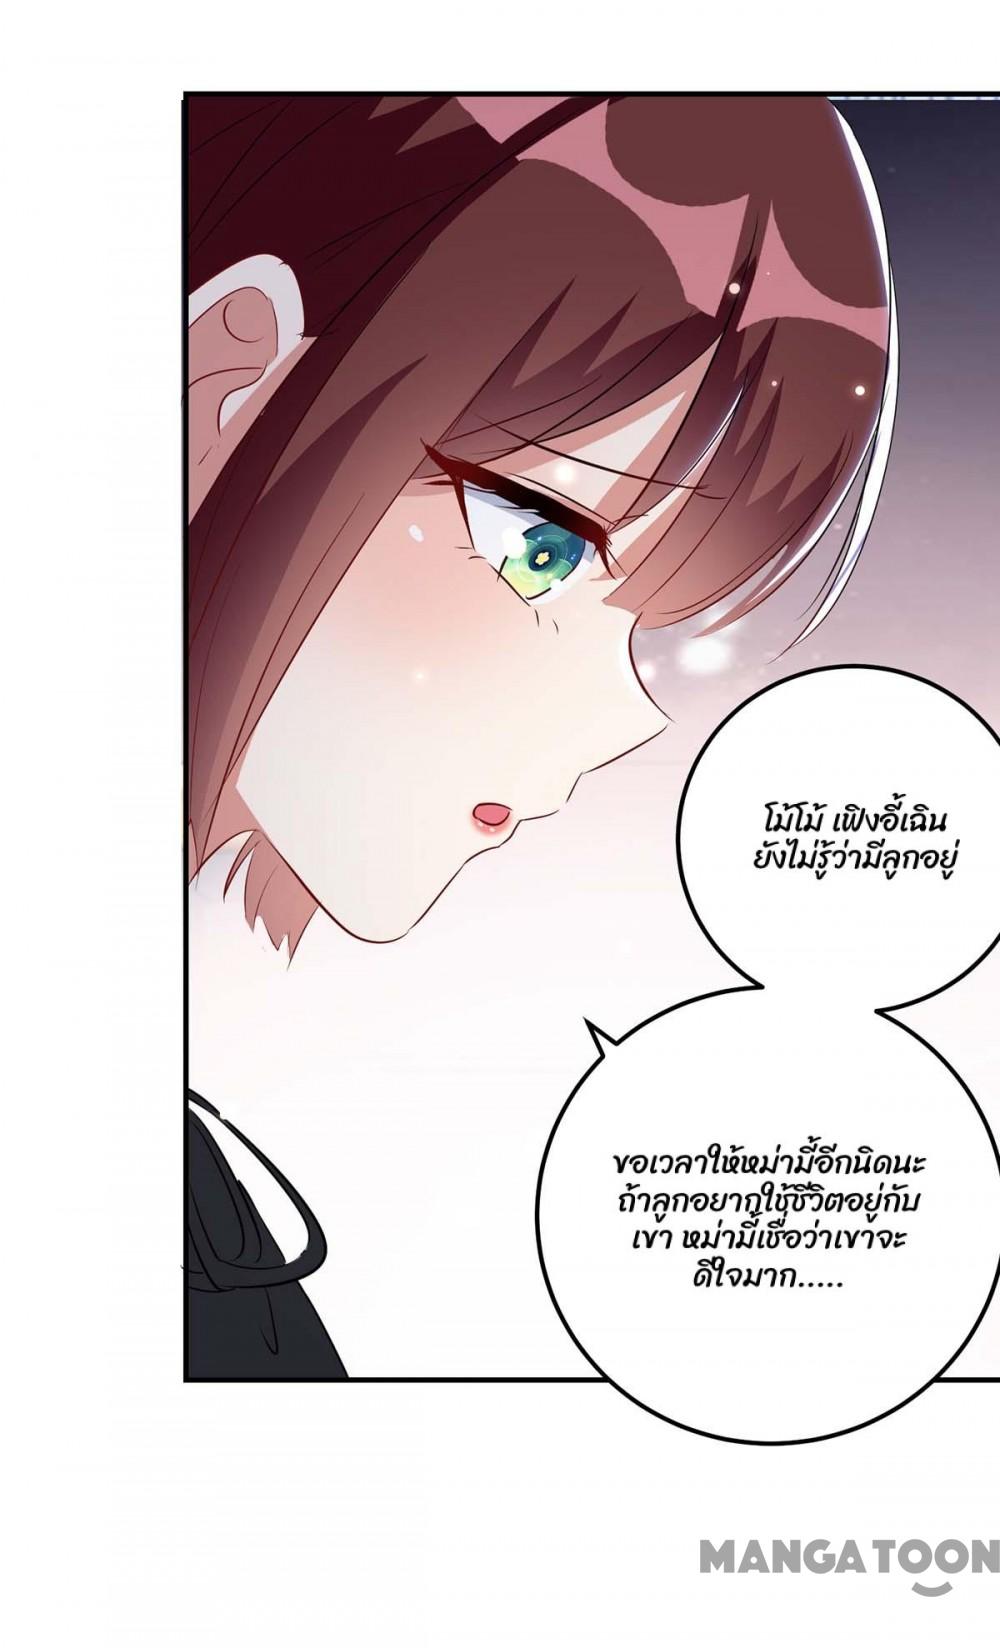 โม้โม้ เฟิงอี้เฉิน
ยังไม่รู้ว่ามีลูกอยู่
ขอเวลาให้หม่ามี้อีกนิดนะ
ถ้าลูกอยากใช้ชีวิตอยู่กับ
เขา หม่ามี้เชื่อว่าเขาจะ
ดีใจมาก.....
MANGATOON